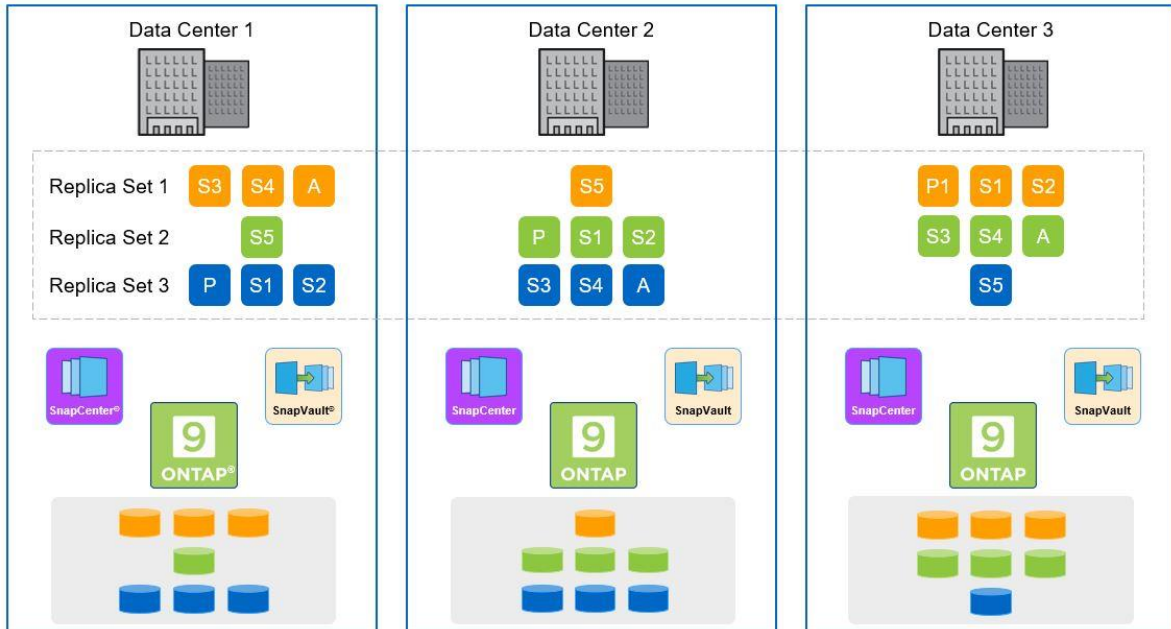 Data Center 1
Data Center 2
Data Center 3
Replica Set 1
S3 S4 A
S5
P1 S1 S2
Replica Set 2
S5
P S1 S2
S3 S4 A
Replica Set 3
P S1 S2
S3 S4 A
S5
SnapCenter®
SnapVault®
SnapCenter
SnapVault
SnapCenter
SnapVault
9
ONTAP®
9
ONTAP
9
ONTAP